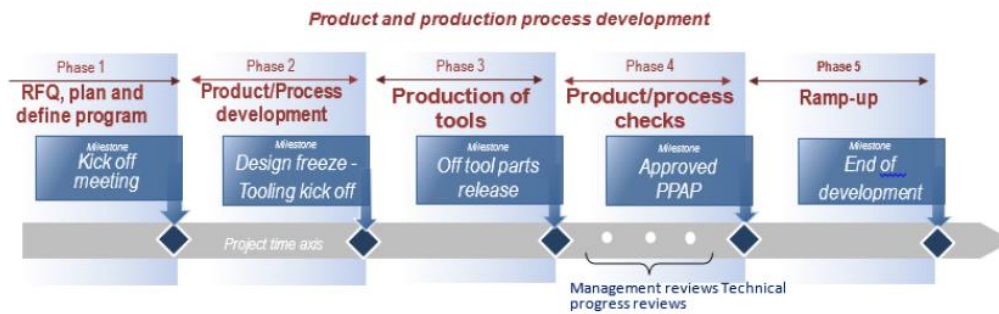 Product and production process development
Phase 1
RFQ, plan and
define program
Phase 2
Product/Process
development
Phase 3
Production of
tools
Phase 4
Product/process
checks
Phase 5
Ramp-up
Milestone
Kick off
meeting
Milestone
Design freeze -
Tooling kick off
Milestone
Off tool parts
release
Milestone
Approved
PPAP
Milestone
End of
development
Project time axis
Management reviews Technical
progress reviews